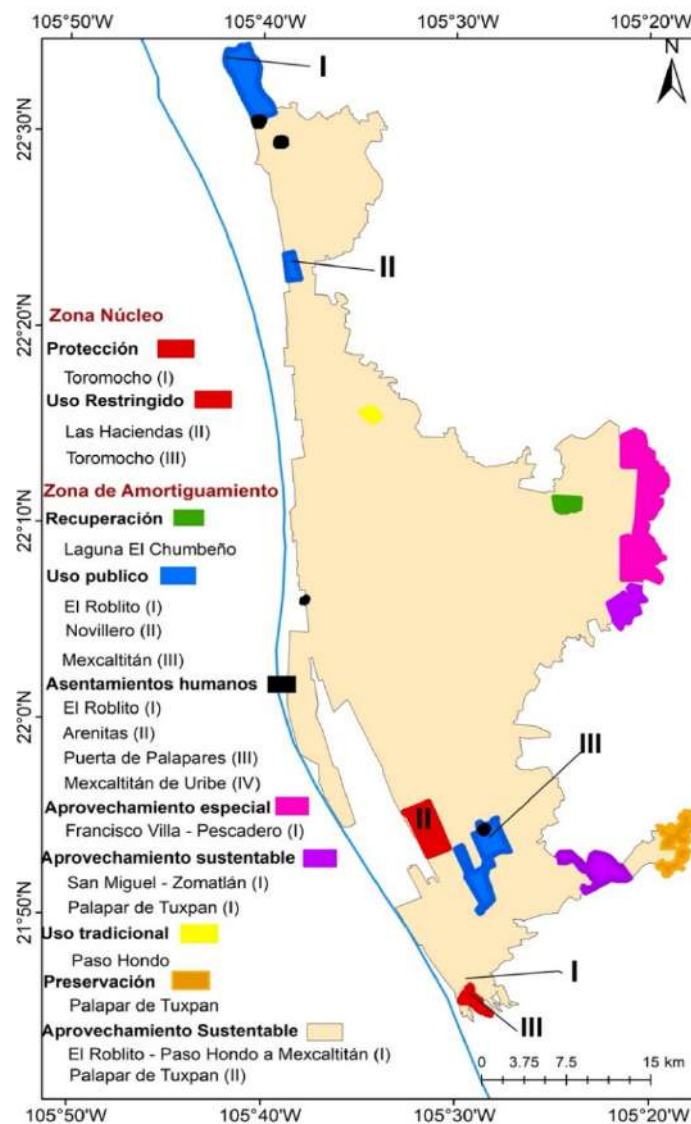 105°50'W 105°40'W 105°30'W 105°20'W
N
I
22°30'N
II
22°20'N
Zona Núcleo
Protección
Toromocho (I)
Uso Restringido
Las Haciendas (II)
Toromocho (III)
Zona de Amortiguamiento
22°10'N
Recuperación
Laguna El Chumbeño
Uso publico
El Roblito (I)
Novillero (II)
Mexcaltitán (III)
Asentamientos humanos
El Roblito (I)
22°0'N
Arenitas (II)
Puerta de Palapares (III)
III
Mexcaltitán de Uribe (IV)
Aprovechamiento especial
II
Francisco Villa - Pescadero (I)
Aprovechamiento sustentable
San Miguel - Zomatlán (I)
Palapar de Tuxpan (I)
21°50'N
Uso tradicional
Paso Hondo
I
Preservación
Palapar de Tuxpan
III
Aprovechamiento Sustentable
El Roblito - Paso Hondo a Mexcaltitán (I)
Palapar de Tuxpan (II)
0 3.75 7.5 15 km
105°50'W 105°40'W 105°30'W 105°20'W